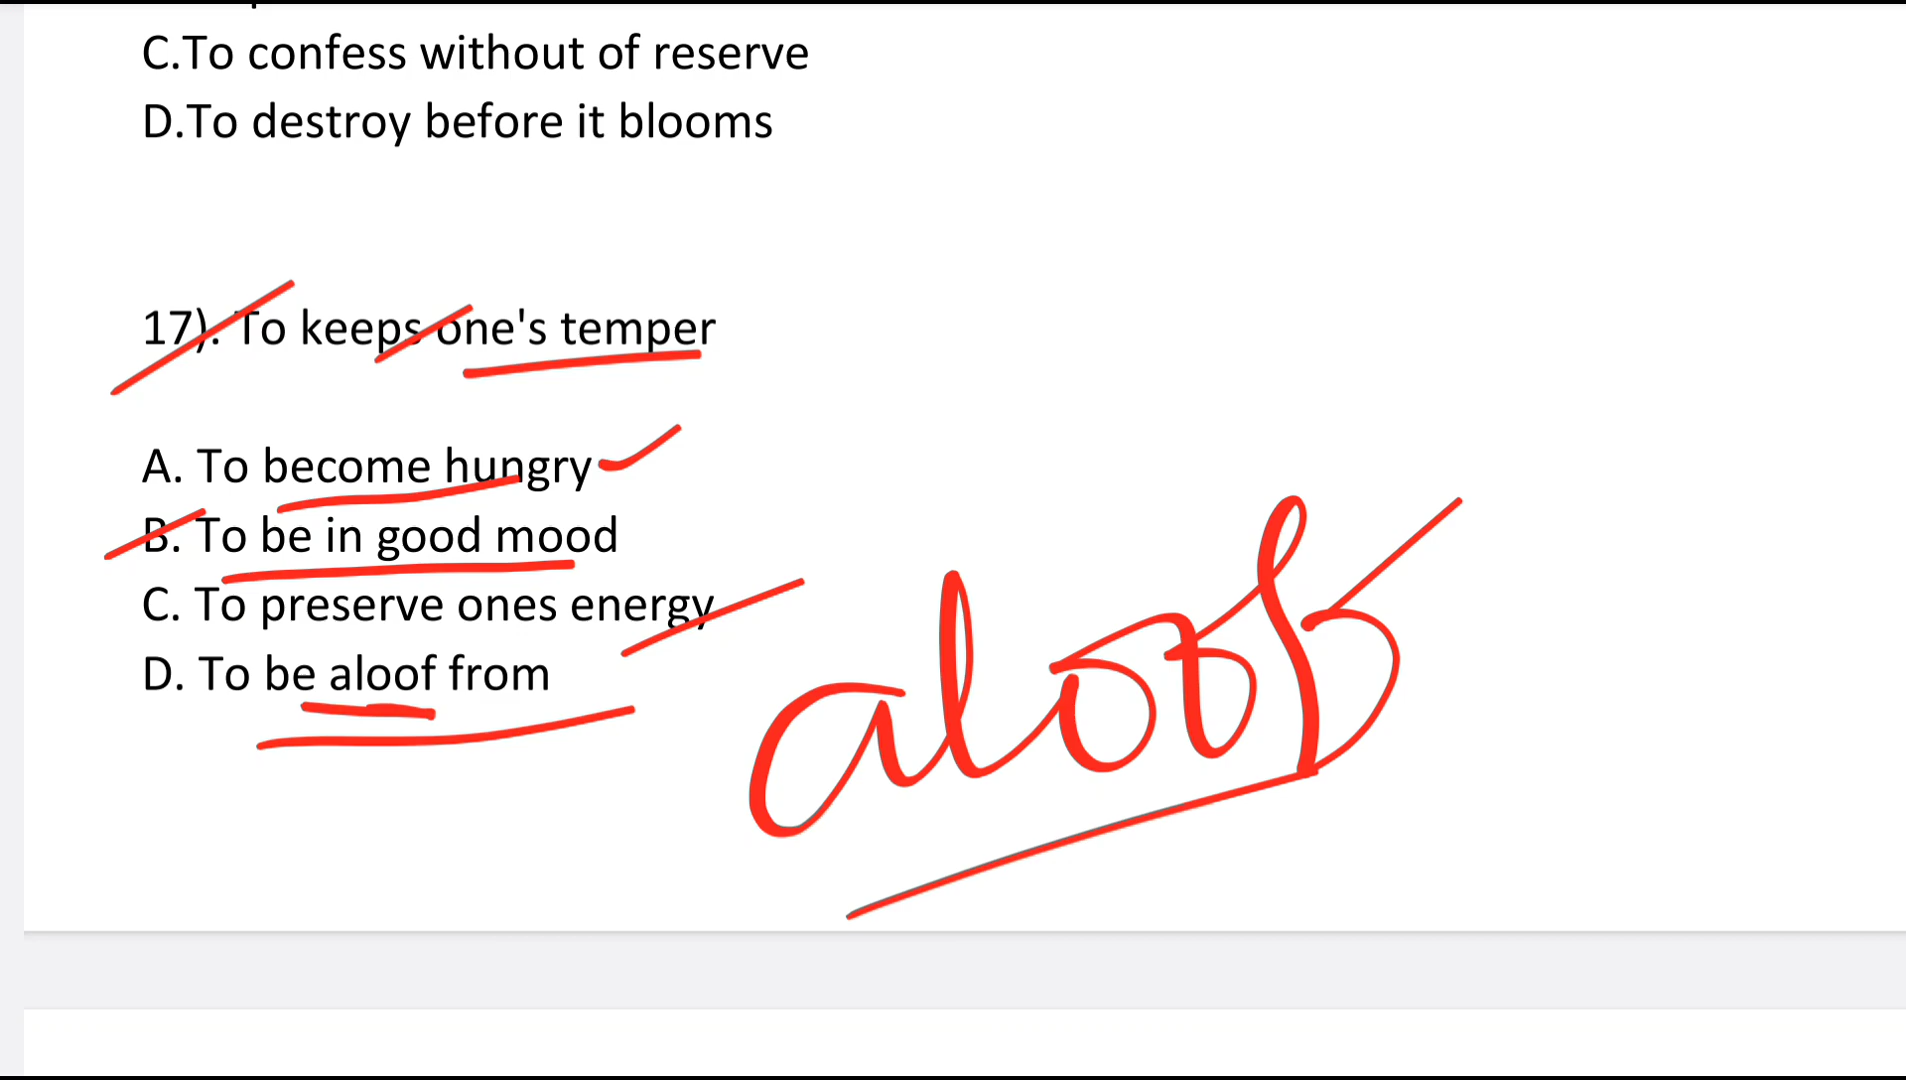 C.To confess without of reserve
D.To destroy before it blooms
17). To keeps one's temper
A. To become hungry
B. To be in good mood
C. To preserve ones energy
D. To be aloof from
aloof